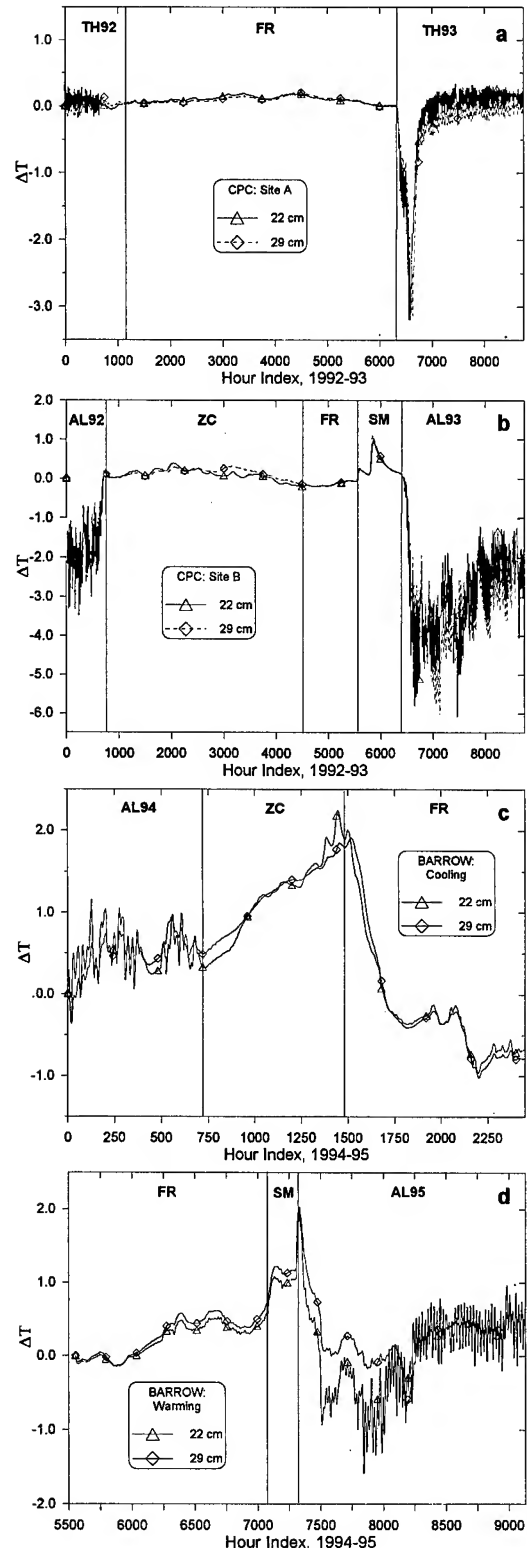 TH92 FR TH93 a
1.0
0.0
-1.0
-2.0
-3.0
ΔT
CPC: Site A
22 cm
29 cm
0 1000 2000 3000 4000 5000 6000 7000 8000
Hour Index, 1992-93
2.0
AL92 ZC FR SM AL93 b
1.0
0.0
-1.0
-2.0
-3.0
-4.0
-5.0
-6.0
ΔT
CPC: Site B
22 cm
29 cm
0 1000 2000 3000 4000 5000 6000 7000 8000
Hour Index, 1992-93
AL94 ZC FR c
2.0
1.0
.0
-1.0
ΔT
BARROW:
Cooling
22 cm
29 cm
0 250 500 750 1000 1250 1500 1750 2000 2250
Hour Index, 1994-95
FR SM AL95 d
2.0
1.0
0.0
-1.0
-2.0
ΔT
BARROW:
Warming
22 cm
29 cm
5500 6000 6500 7000 7500 8000 8500 9000
Hour Index, 1994-95